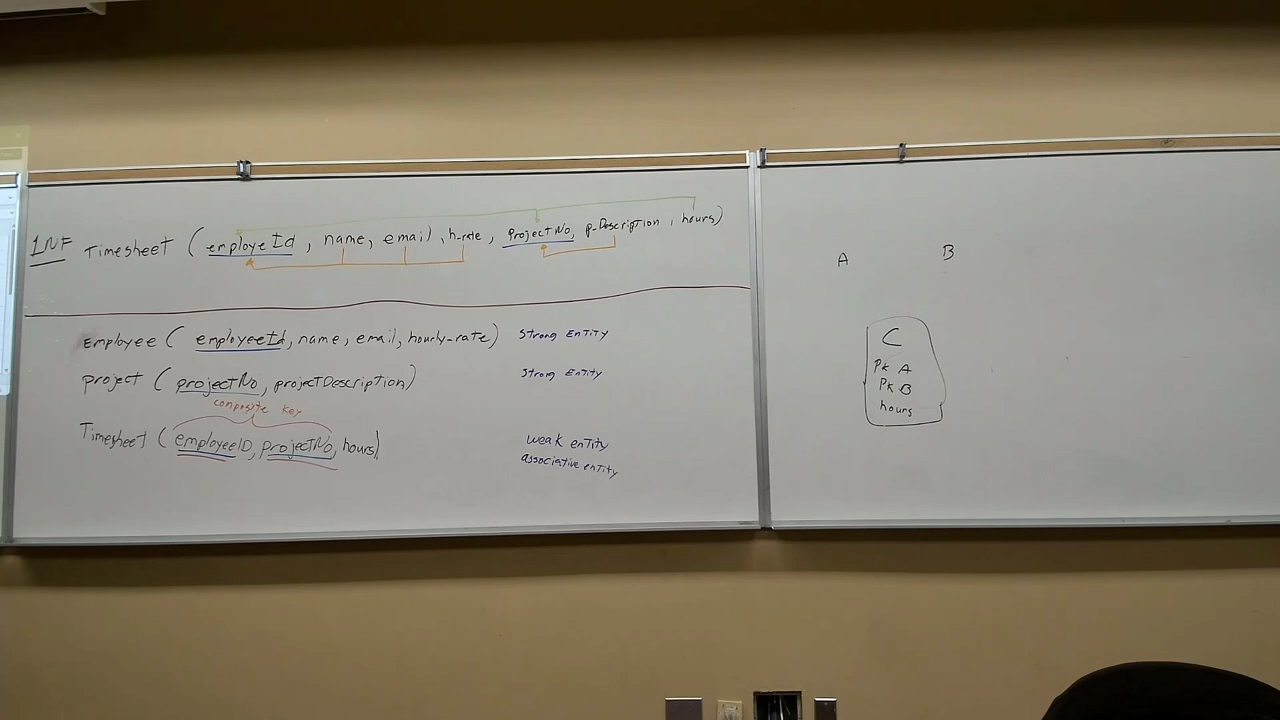 1NF Timesheet (employeId, name, email, h-rate, ProjectNo, p-Description, hours)
Employee (employeeId, name, email, hourly-rate) Strong Entity
project (projectNo, projectDescription) Strong Entity
composite key
Timesheet (employeeID, projectNo, hours) weak entity
associative entity
A B
C
Pk A
Pk B
hours